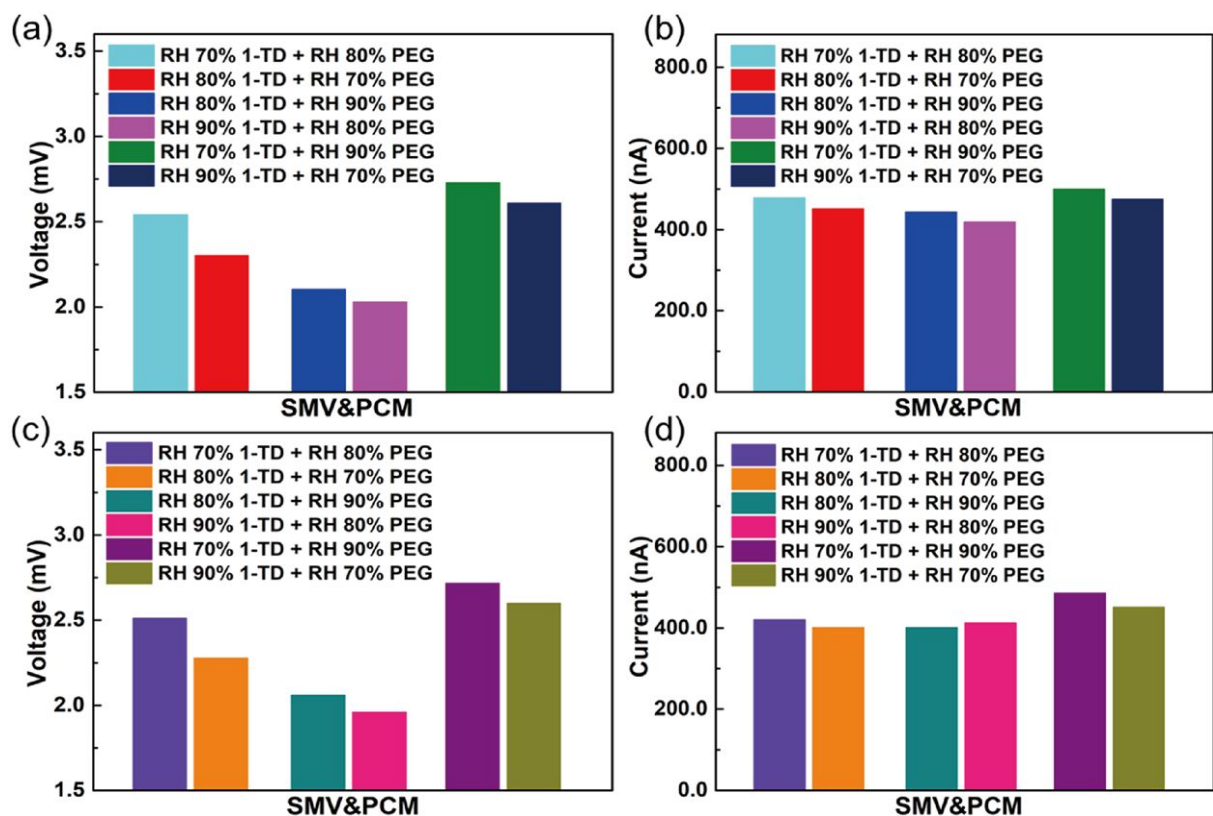 (a)
3.5
3.0
2.5
2.0
1.5
Voltage (mV)
RH 70% 1-TD + RH 80% PEG
RH 80% 1-TD + RH 70% PEG
RH 80% 1-TD + RH 90% PEG
RH 90% 1-TD + RH 80% PEG
RH 70% 1-TD + RH 90% PEG
RH 90% 1-TD + RH 70% PEG
SMV&PCM
(b)
800.0
600.0
400.0
200.0
0.0
Current (nA)
RH 70% 1-TD + RH 80% PEG
RH 80% 1-TD + RH 70% PEG
RH 80% 1-TD + RH 90% PEG
RH 90% 1-TD + RH 80% PEG
RH 70% 1-TD + RH 90% PEG
RH 90% 1-TD + RH 70% PEG
SMV&PCM
(c)
3.5
3.0
2.5
2.0
1.5
Voltage (mV)
RH 70% 1-TD + RH 80% PEG
RH 80% 1-TD + RH 70% PEG
RH 80% 1-TD + RH 90% PEG
RH 90% 1-TD + RH 80% PEG
RH 70% 1-TD + RH 90% PEG
RH 90% 1-TD + RH 70% PEG
SMV&PCM
(d)
800.0
600.0
400.0
200.0
0.0
Current (nA)
RH 70% 1-TD + RH 80% PEG
RH 80% 1-TD + RH 70% PEG
RH 80% 1-TD + RH 90% PEG
RH 90% 1-TD + RH 80% PEG
RH 70% 1-TD + RH 90% PEG
RH 90% 1-TD + RH 70% PEG
SMV&PCM